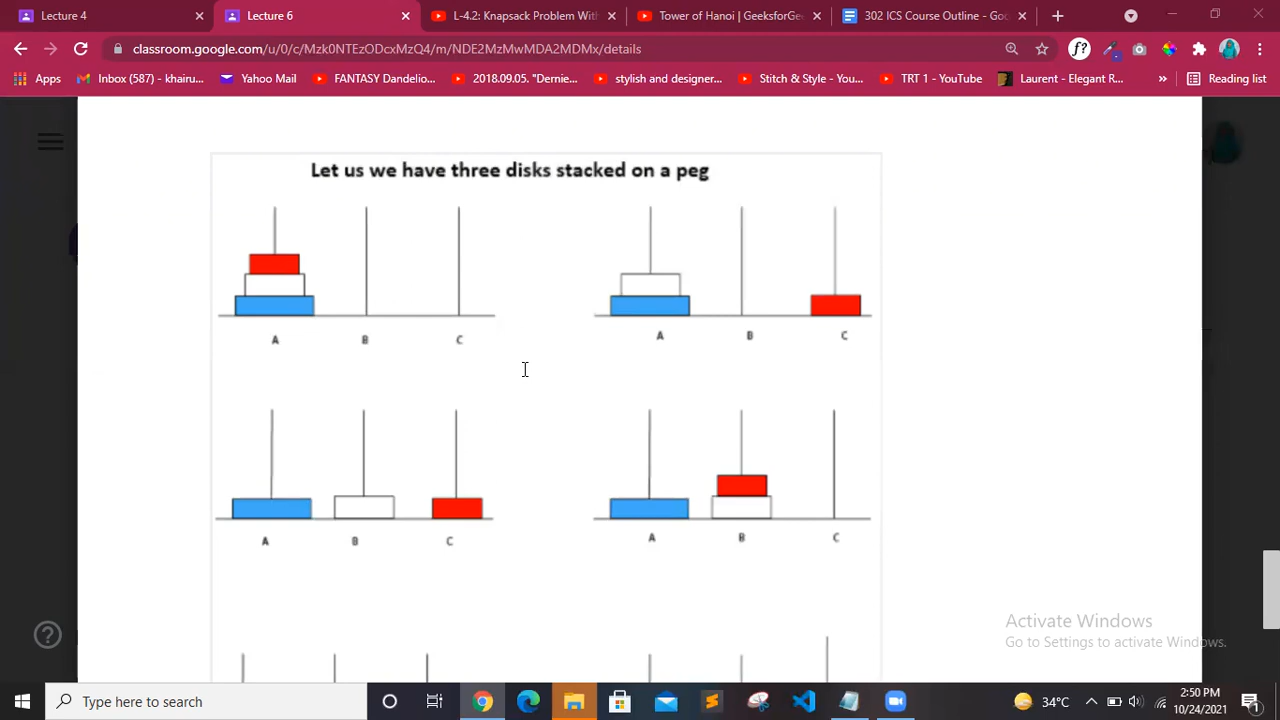 Lecture 4
Lecture 6
L-4.2: Knapsack Problem With
Tower of Hanoi | GeeksforGe
302 ICS Course Outline - Goo
classroom.google.com/u/0/c/Mzk0NTEzODcxMzQ4/m/NDE2MzMwMDA2MDMx/details
Apps
Inbox (587) - khairu...
Yahoo Mail
FANTASY Dandelio...
2018.09.05. "Dernie...
stylish and designer...
Stitch & Style - You...
TRT 1 - YouTube
Laurent - Elegant R...
»
Reading list
Let us we have three disks stacked on a peg
A B C
A B C
A B C
A B C
Activate Windows
Go to Settings to activate Windows.
Type here to search
34°C
2:50 PM
10/24/2021
1